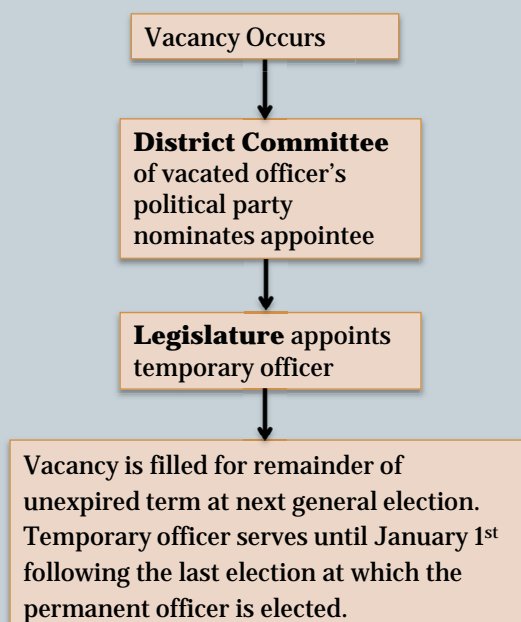 Vacancy Occurs
District Committee
of vacated officer's
political party
nominates appointee
Legislature appoints
temporary officer
Vacancy is filled for remainder of
unexpired term at next general election.
Temporary officer serves until January 1st
following the last election at which the
permanent officer is elected.